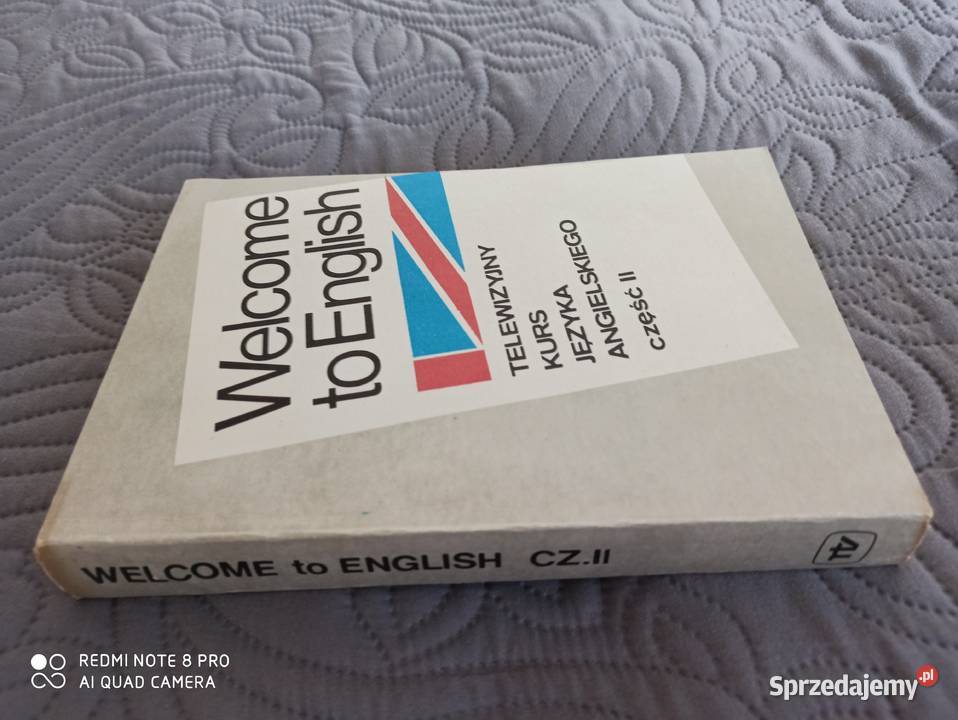 Welcome
to English
TELEWIZYJNY
KURS
JĘZYKA
ANGIELSKIEGO
CZĘŚĆ II
WELCOME to ENGLISH CZ.II
REDMI NOTE 8 PRO
AI QUAD CAMERA
Sprzedajemy.pl